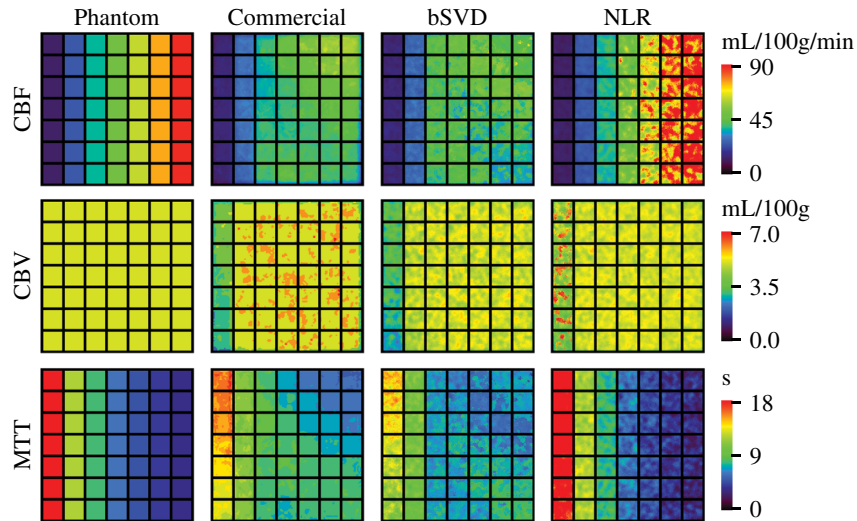 Phantom Commercial bSVD NLR
CBF
mL/100g/min
90
45
0
CBV
mL/100g
7.0
3.5
0.0
MTT
s
18
9
0